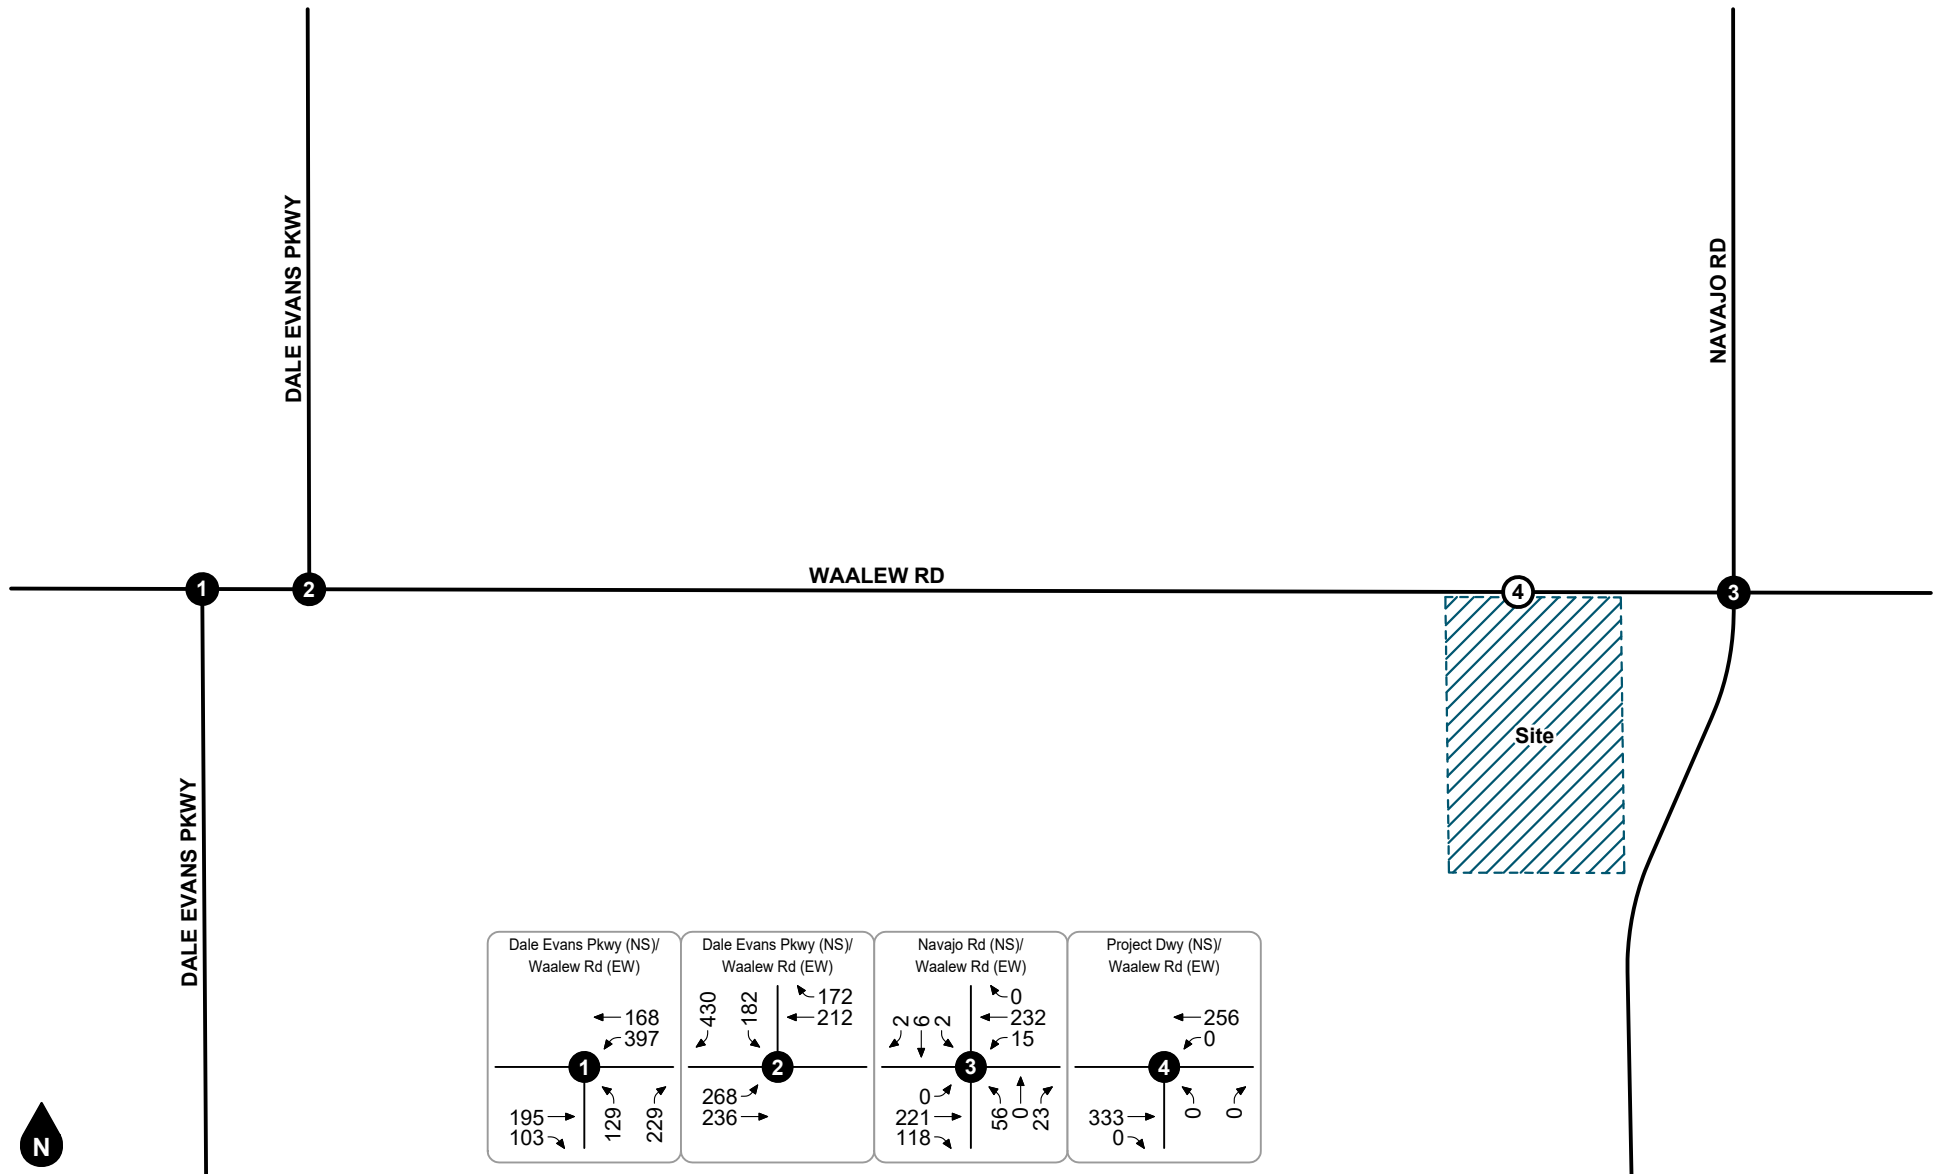 DALE EVANS PKWY
NAVAJO RD
WAALEW RD
1
2
4
3
Site
DALE EVANS PKWY
Dale Evans Pkwy (NS)/
Waalew Rd (EW)
168
397
1
195
103
129
229
Dale Evans Pkwy (NS)/
Waalew Rd (EW)
430
182
172
212
2
268
236
Navajo Rd (NS)/
Waalew Rd (EW)
2
6
2
0
232
15
3
0
221
118
56
0
23
Project Dwy (NS)/
Waalew Rd (EW)
256
0
4
333
0
0
0
N